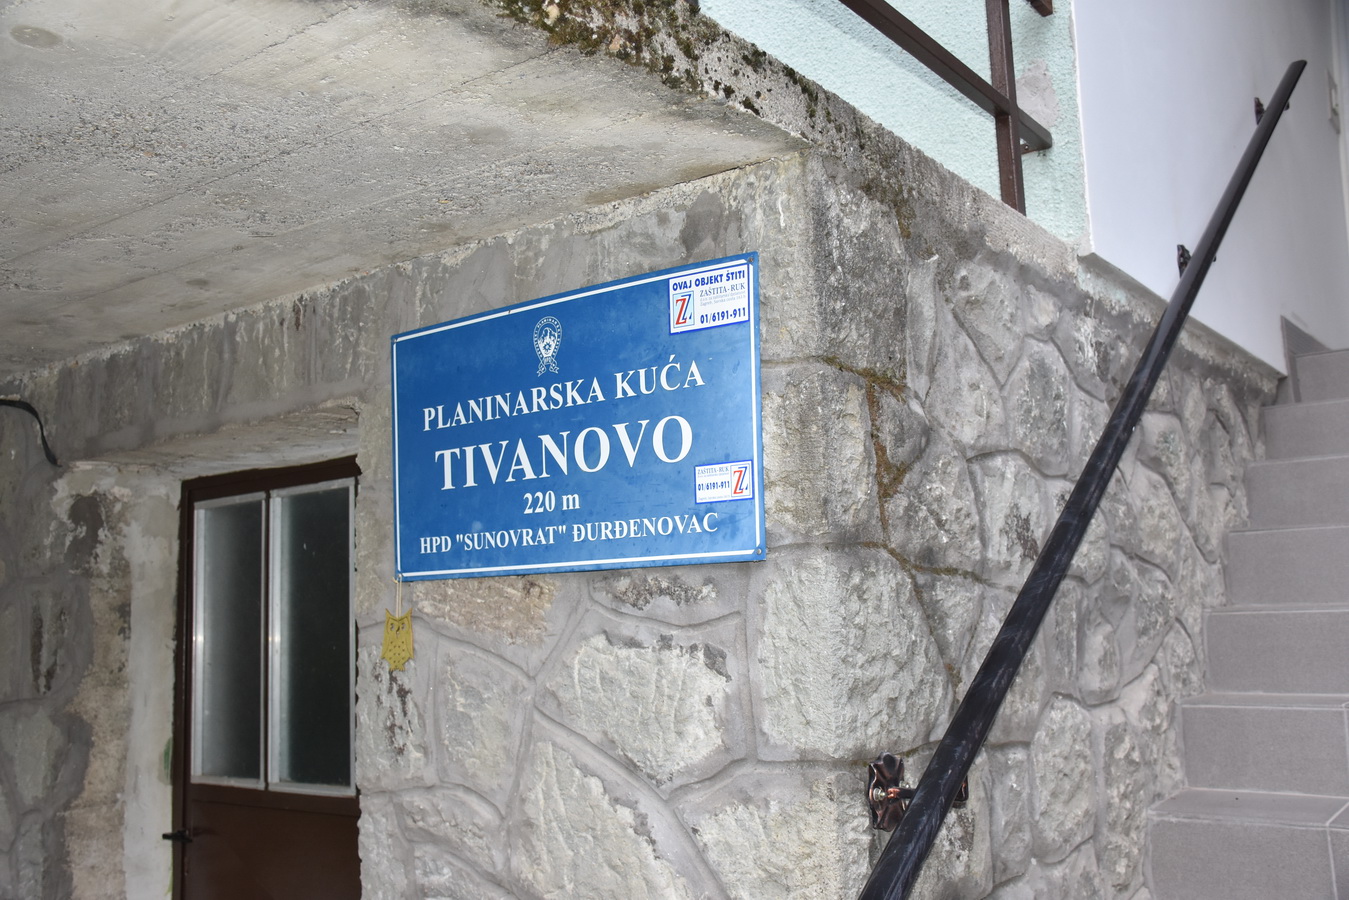 OVAJ OBJEKT ŠTITI
ZAŠTITA-RUK
01/6191-911
PLANINARSKA KUĆA
TIVANOVO
220 m
ZAŠTITA-RUK
01/6191-911
HPD "SUNOVRAT" ĐURĐENOVAC